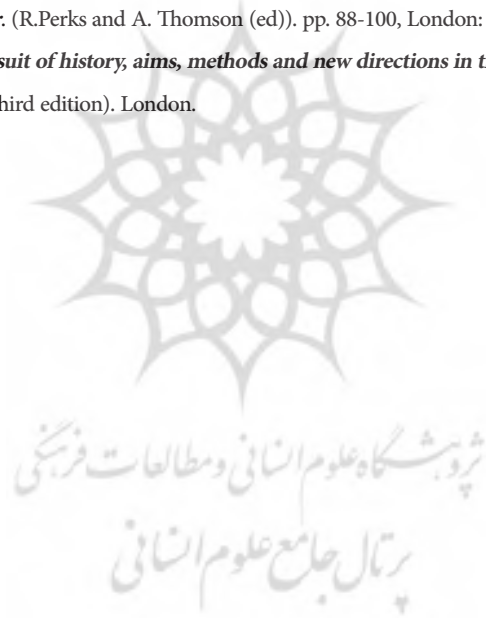 r. (R.Perks and A. Thomson (ed)). pp. 88-100, London:
suit of history, aims, methods and new directions in t
hird edition). London.
پژوهشگاه علوم انسانی و مطالعات فرهنگی
پرتال جامع علوم انسانی